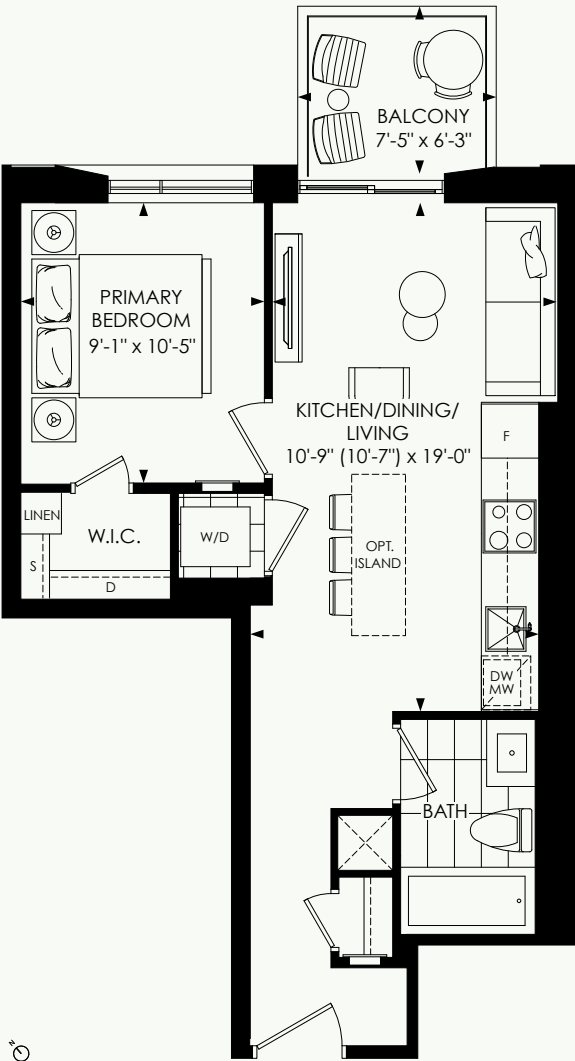 BALCONY
7'-5" x 6'-3"
PRIMARY
BEDROOM
9'-1" x 10'-5"
KITCHEN/DINING/
LIVING
10'-9" (10'-7") x 19'-0"
F
LINEN
W.I.C.
W/D
S
D
OPT.
ISLAND
DW
MW
BATH
N